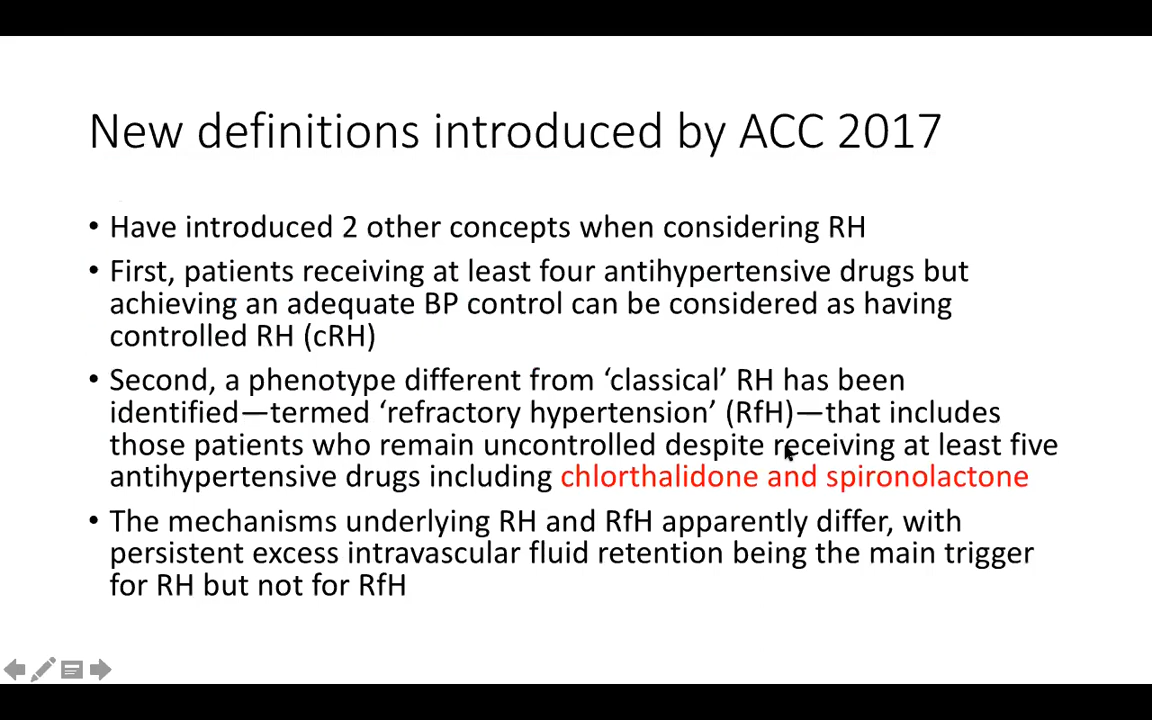 New definitions introduced by ACC 2017
• Have introduced 2 other concepts when considering RH
• First, patients receiving at least four antihypertensive drugs but
achieving an adequate BP control can be considered as having
controlled RH (cRH)
• Second, a phenotype different from ‘classical’ RH has been
identified—termed ‘refractory hypertension’ (RfH)—that includes
those patients who remain uncontrolled despite receiving at least five
antihypertensive drugs including chlorthalidone and spironolactone
• The mechanisms underlying RH and RfH apparently differ, with
persistent excess intravascular fluid retention being the main trigger
for RH but not for RfH